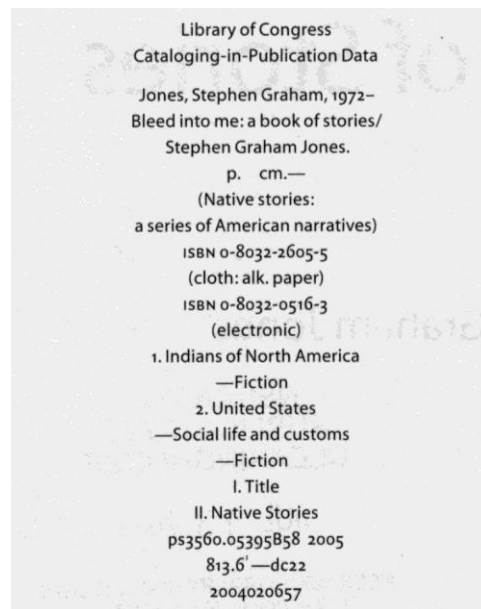 Library of Congress
Cataloging-in-Publication Data
Jones, Stephen Graham, 1972–
Bleed into me: a book of stories/
Stephen Graham Jones.
p. cm.—
(Native stories:
a series of American narratives)
ISBN 0-8032-2605-5
(cloth: alk. paper)
ISBN 0-8032-0516-3
(electronic)
1. Indians of North America
—Fiction
2. United States
—Social life and customs
—Fiction
I. Title
II. Native Stories
PS3560.O5395B58 2005
813.6'—dc22
2004020657